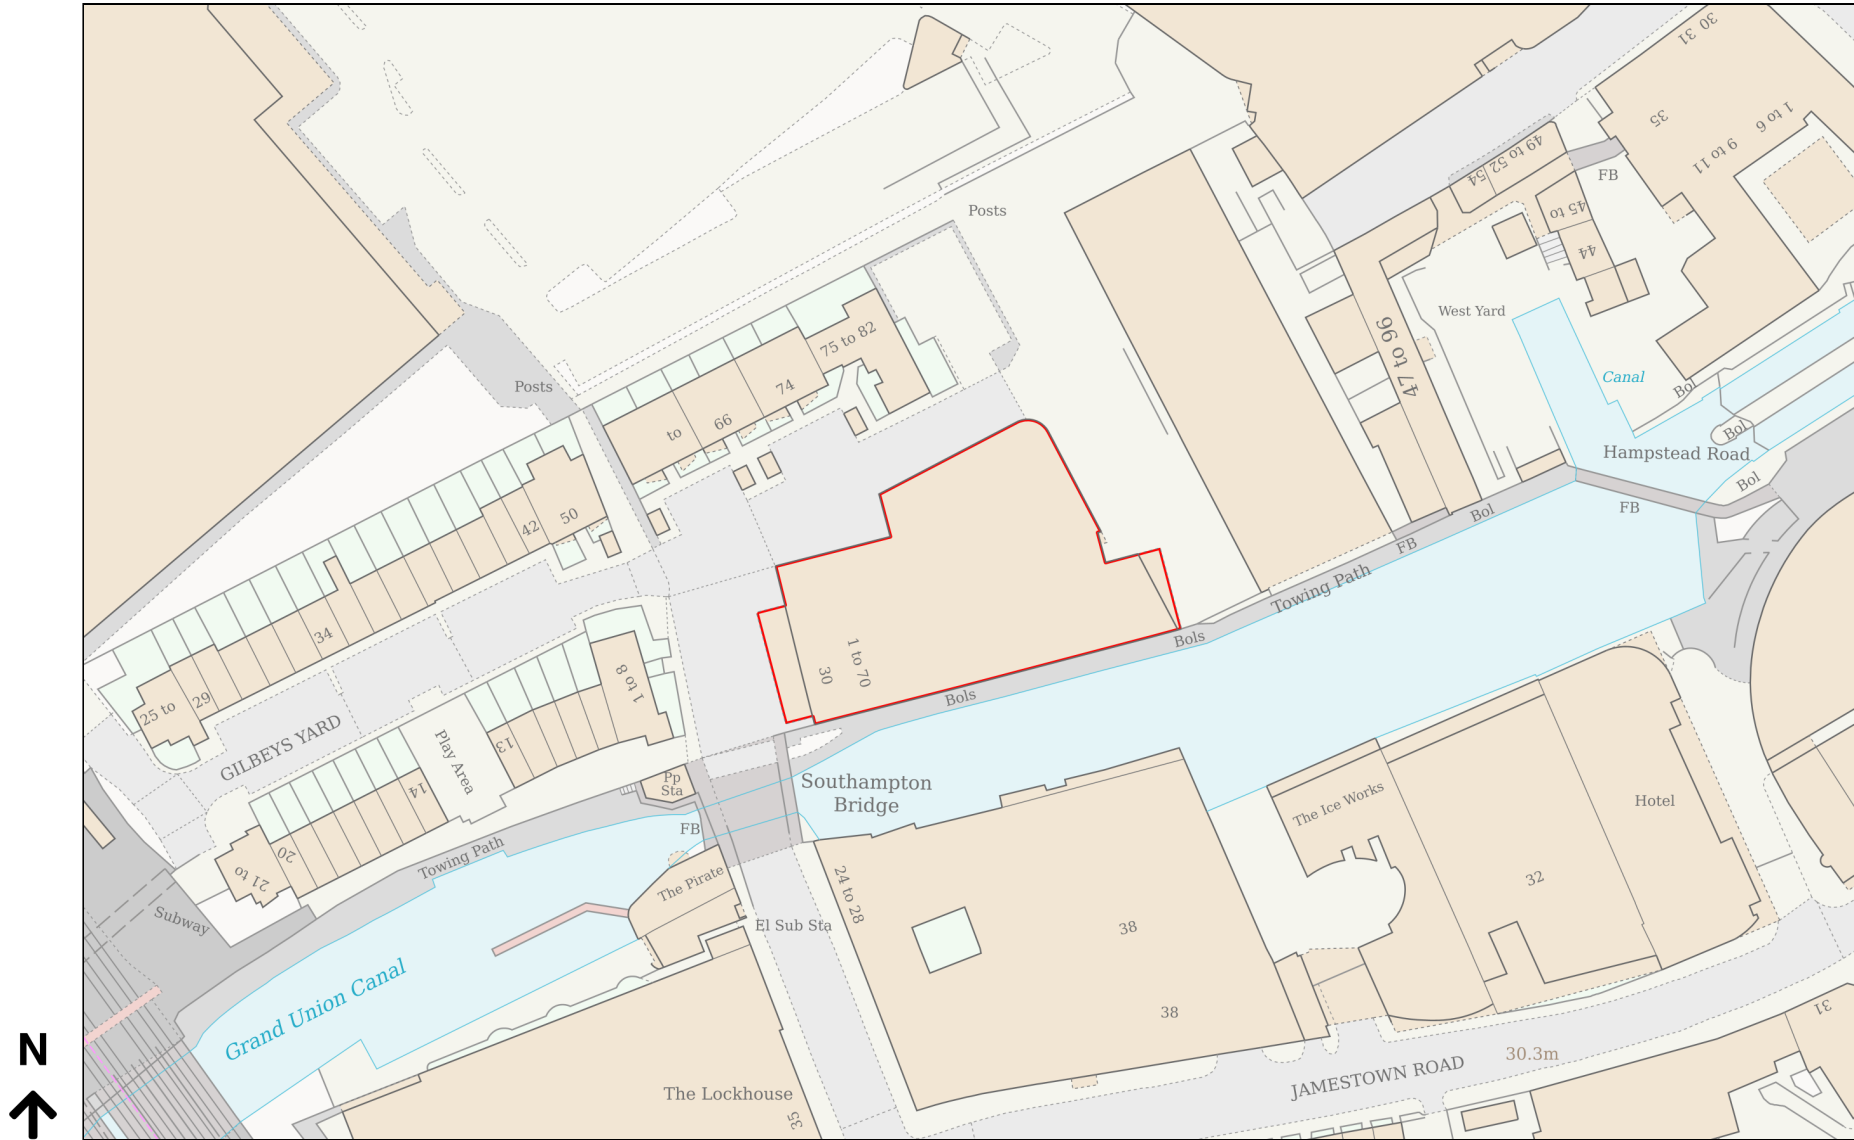 30 31
35
1 to 6
9 to 11
49 to 52
54
FB
45 to
44
Posts
West Yard
75 to 82
47 to 96
Canal
Posts
74
66
to
Bol
Hampstead Road
Bol
Bol
42
50
Bol
FB
FB
Towing Path
34
Bols
1 to 70
30
1 to 8
Bols
25 to
29
GILBEYS YARD
Play Area
13
14
Pp
Sta
Southampton
Bridge
The Ice Works
Hotel
FB
Towing Path
20
21 to
The Pirate
24 to 28
32
Subway
El Sub Sta
38
Grand Union Canal
38
31
N
30.3m
JAMESTOWN ROAD
The Lockhouse
35